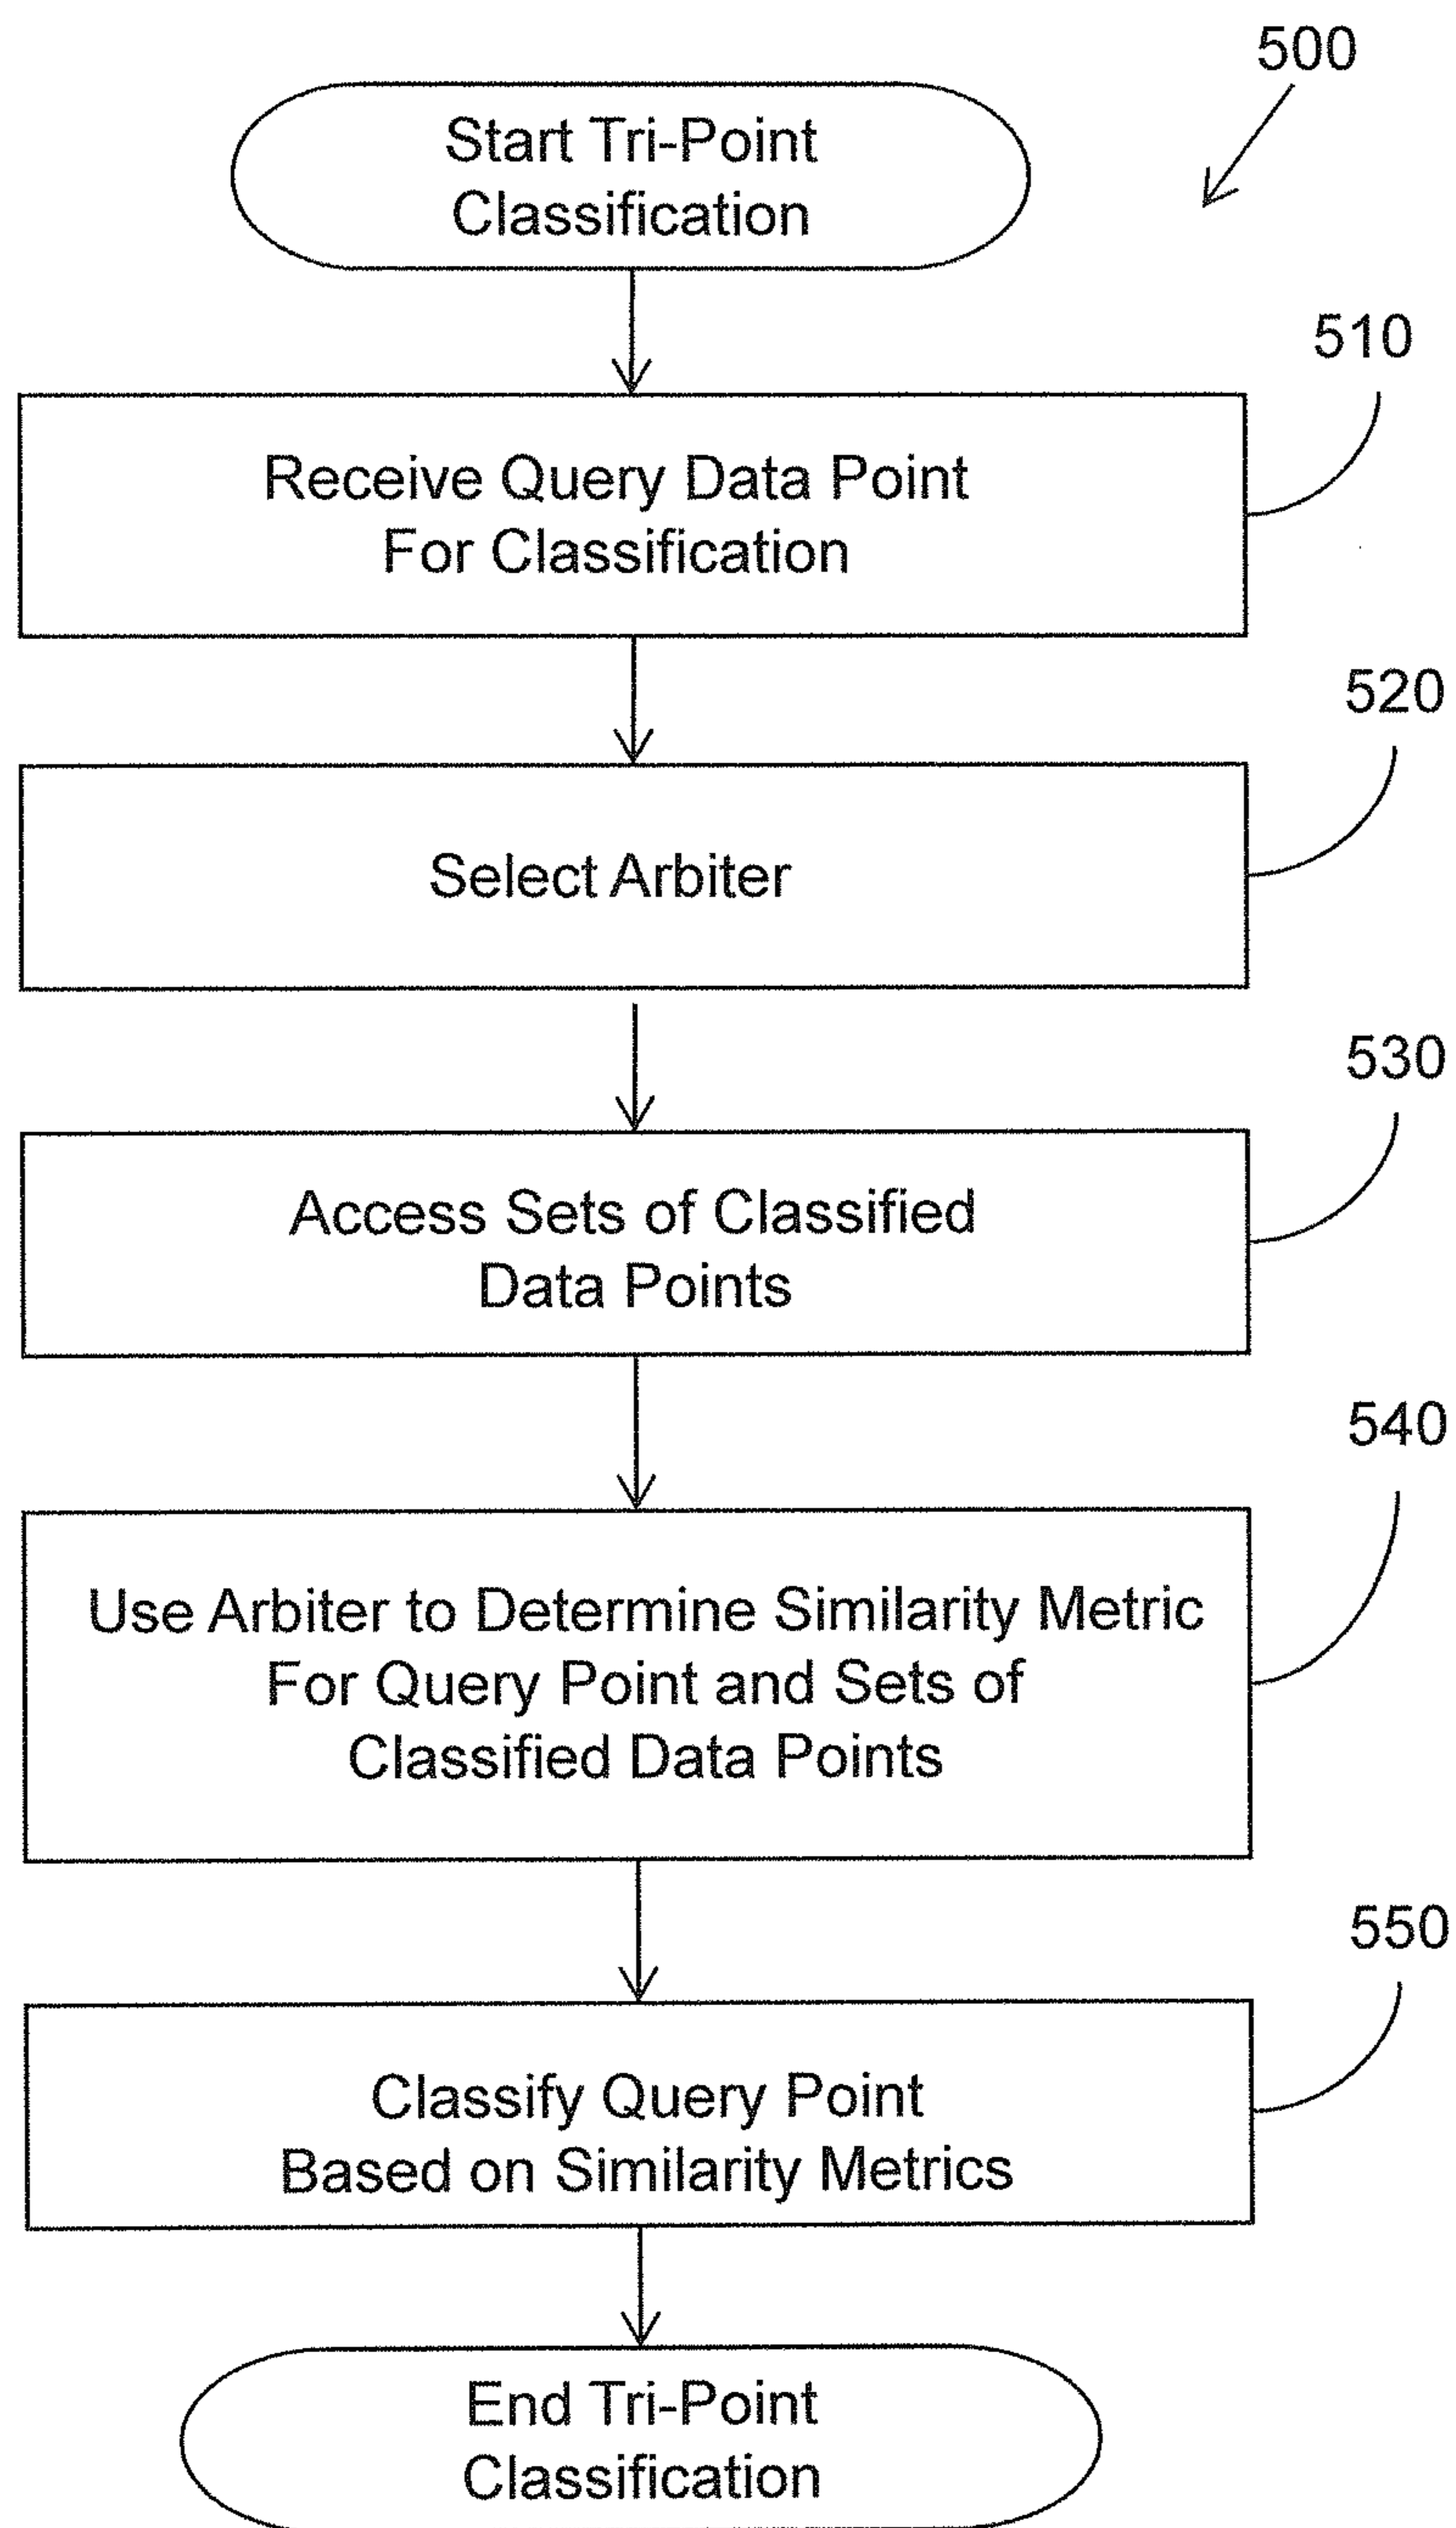 500
Start Tri-Point
Classification
510
Receive Query Data Point
For Classification
520
Select Arbiter
530
Access Sets of Classified
Data Points
540
Use Arbiter to Determine Similarity Metric
For Query Point and Sets of
Classified Data Points
550
Classify Query Point
Based on Similarity Metrics
End Tri-Point
Classification